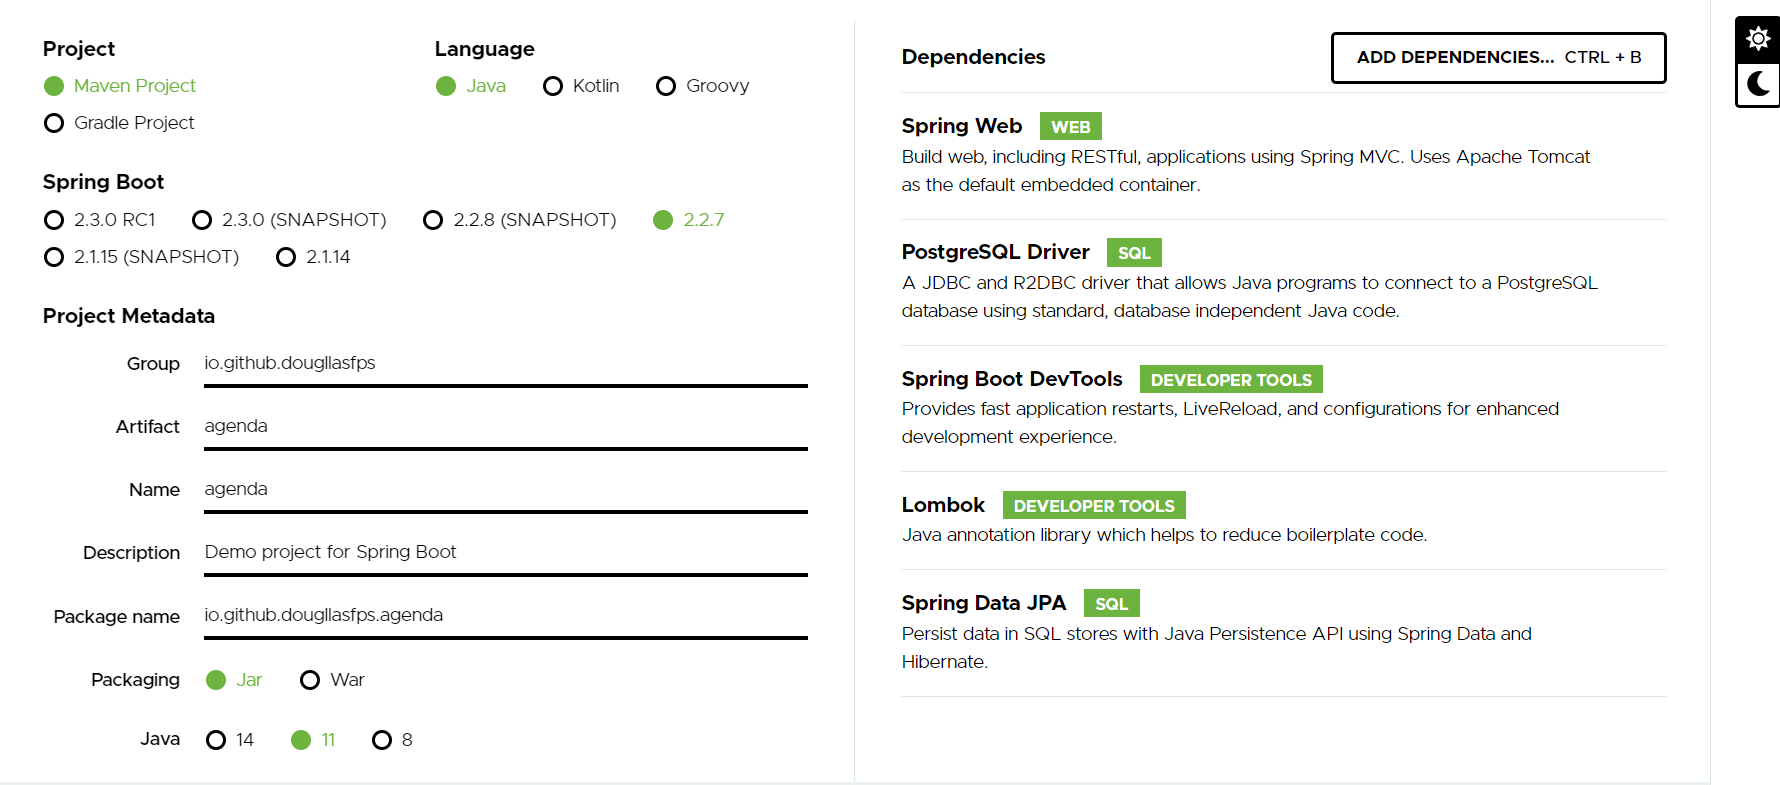 Project
Maven Project
Gradle Project
Language
Java Kotlin Groovy
Spring Boot
2.3.0 RC1 2.3.0 (SNAPSHOT) 2.2.8 (SNAPSHOT) 2.2.7
2.1.15 (SNAPSHOT) 2.1.14
Project Metadata
Group io.github.dougllasfps
Artifact agenda
Name agenda
Description Demo project for Spring Boot
Package name io.github.dougllasfps.agenda
Packaging Jar War
Java 14 11 8
Dependencies
ADD DEPENDENCIES... CTRL + B
Spring Web WEB
Build web, including RESTful, applications using Spring MVC. Uses Apache Tomcat
as the default embedded container.
PostgreSQL Driver SQL
A JDBC and R2DBC driver that allows Java programs to connect to a PostgreSQL
database using standard, database independent Java code.
Spring Boot DevTools DEVELOPER TOOLS
Provides fast application restarts, LiveReload, and configurations for enhanced
development experience.
Lombok DEVELOPER TOOLS
Java annotation library which helps to reduce boilerplate code.
Spring Data JPA SQL
Persist data in SQL stores with Java Persistence API using Spring Data and
Hibernate.